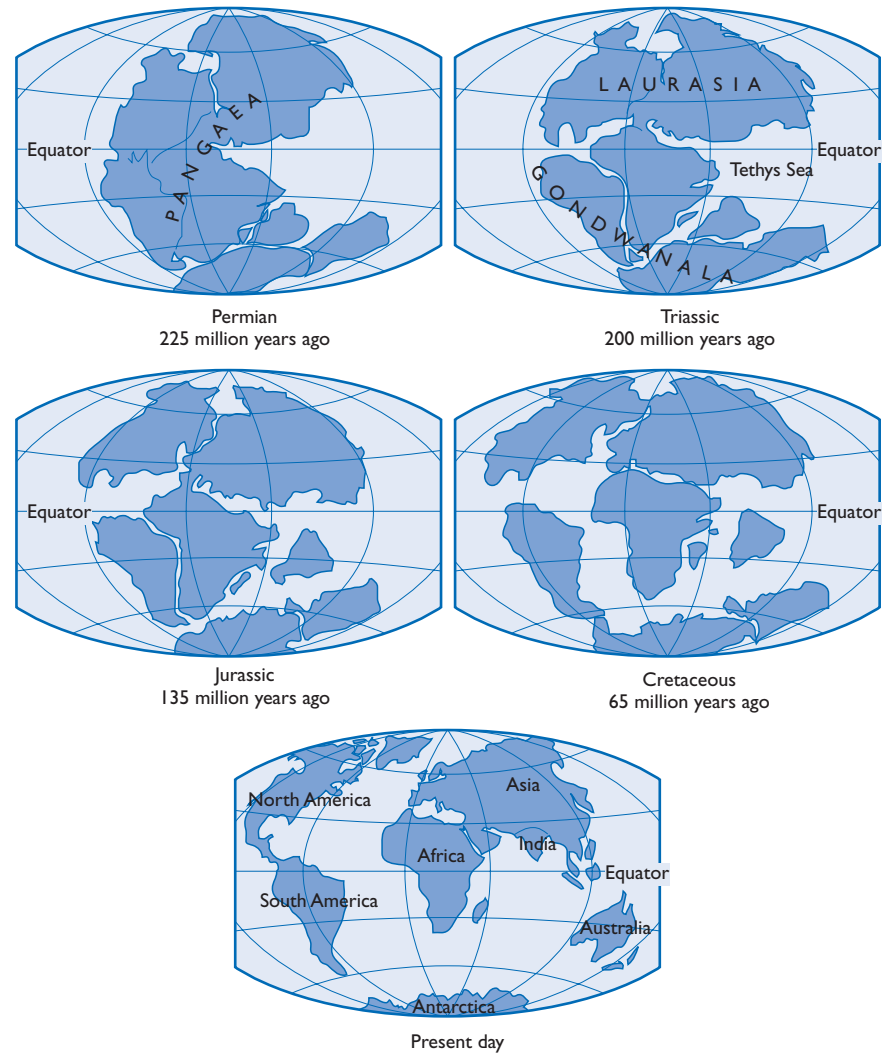 Equator
PANGAEA
Permian
225 million years ago
LAURASIA
Tethys Sea
Equator
GONDWANALA
Triassic
200 million years ago
Equator
Jurassic
135 million years ago
Equator
Cretaceous
65 million years ago
North America
Asia
India
Africa
Equator
South America
Australia
Antarctica
Present day